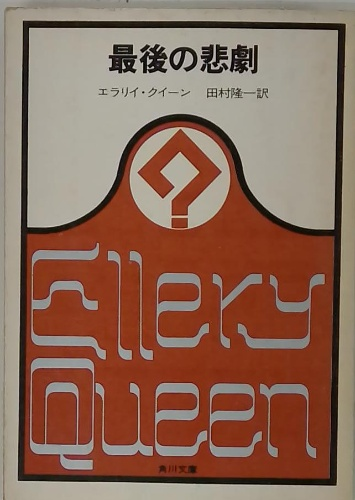 最後の悲劇
エラリイ・クイーン 田村隆一訳
?
Ellery
Queen
角川文庫